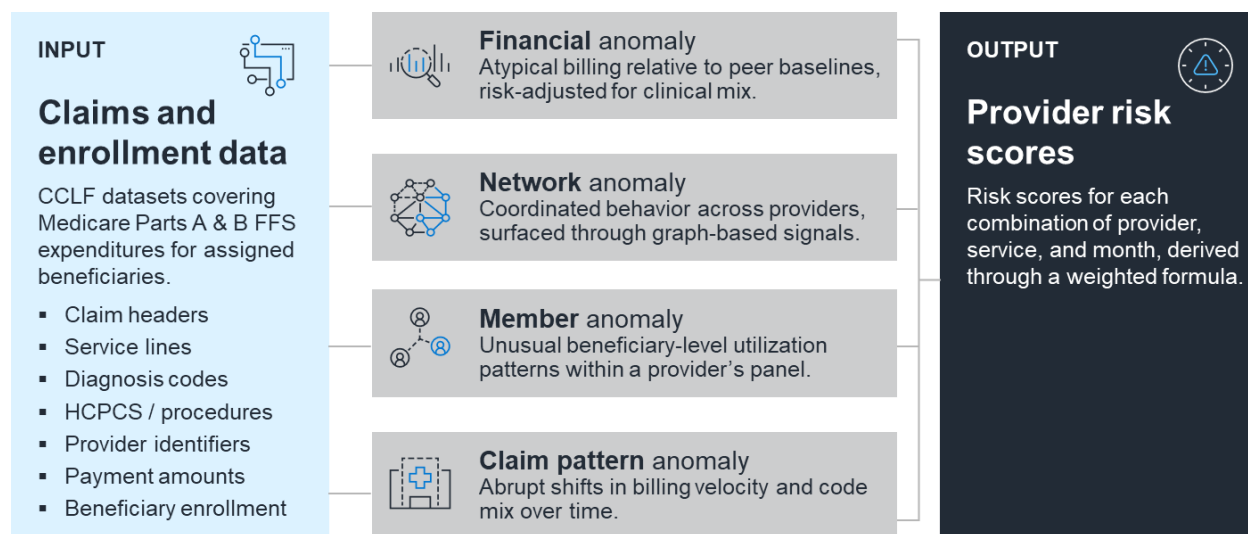 INPUT
Claims and
enrollment data
CCLF datasets covering
Medicare Parts A & B FFS
expenditures for assigned
beneficiaries.
▪ Claim headers
▪ Service lines
▪ Diagnosis codes
▪ HCPCS / procedures
▪ Provider identifiers
▪ Payment amounts
▪ Beneficiary enrollment
Financial anomaly
Atypical billing relative to peer baselines,
risk-adjusted for clinical mix.
Network anomaly
Coordinated behavior across providers,
surfaced through graph-based signals.
Member anomaly
Unusual beneficiary-level utilization
patterns within a provider’s panel.
Claim pattern anomaly
Abrupt shifts in billing velocity and code
mix over time.
OUTPUT
Provider risk
scores
Risk scores for each
combination of provider,
service, and month, derived
through a weighted formula.